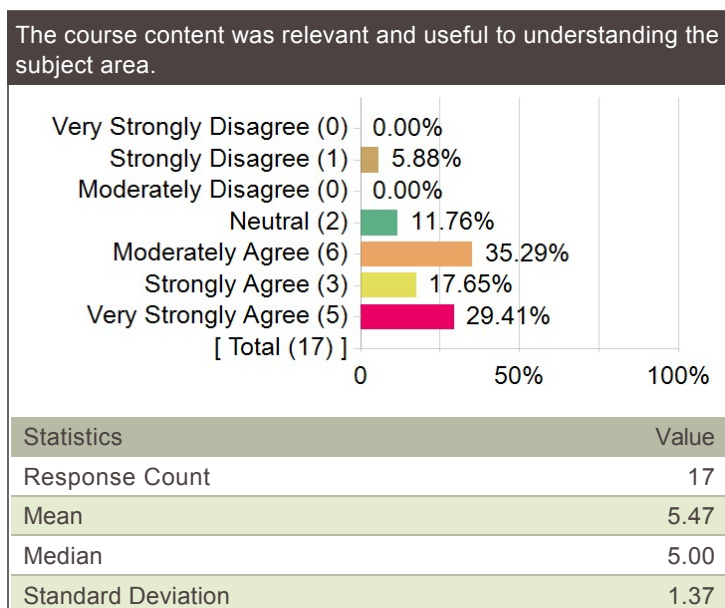 The course content was relevant and useful to understanding the
subject area.
Very Strongly Disagree (0) 0.00%
Strongly Disagree (1) 5.88%
Moderately Disagree (0) 0.00%
Neutral (2) 11.76%
Moderately Agree (6) 35.29%
Strongly Agree (3) 17.65%
Very Strongly Agree (5) 29.41%
[ Total (17) ]
0 50% 100%
Statistics Value
Response Count 17
Mean 5.47
Median 5.00
Standard Deviation 1.37